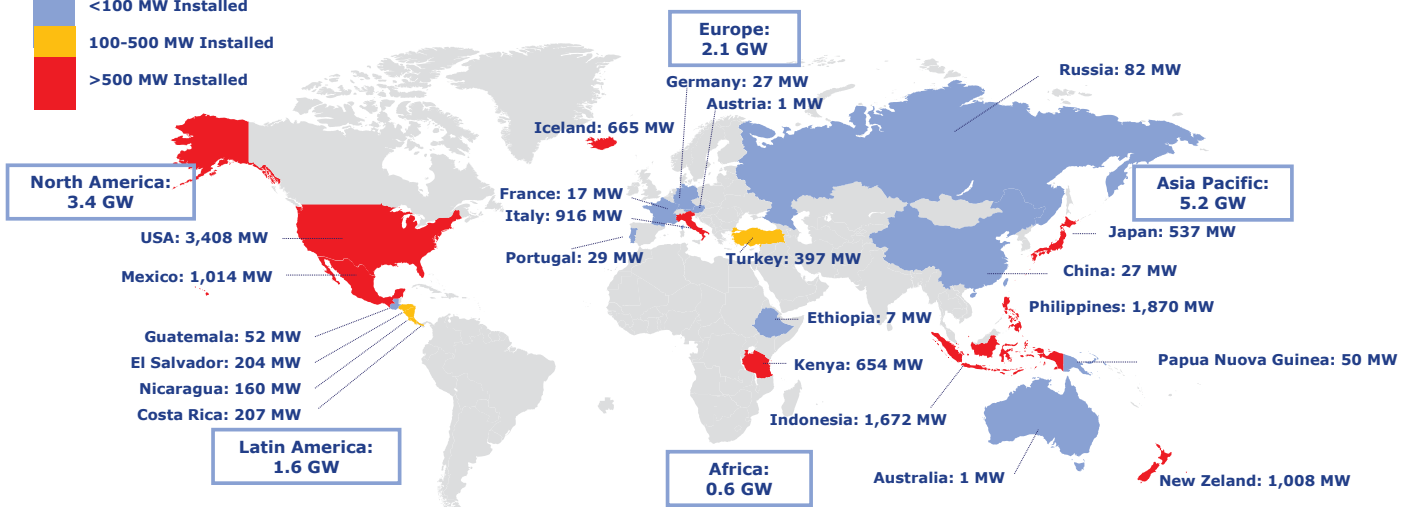 <100 MW Installed
100-500 MW Installed
>500 MW Installed
Europe:
2.1 GW
Germany: 27 MW
Austria: 1 MW
Russia: 82 MW
Iceland: 665 MW
North America:
3.4 GW
France: 17 MW
Italy: 916 MW
Asia Pacific:
5.2 GW
USA: 3,408 MW
Japan: 537 MW
Portugal: 29 MW
Turkey: 397 MW
Mexico: 1,014 MW
China: 27 MW
Philippines: 1,870 MW
Guatemala: 52 MW
Ethiopia: 7 MW
El Salvador: 204 MW
Kenya: 654 MW
Papua Nuova Guinea: 50 MW
Nicaragua: 160 MW
Costa Rica: 207 MW
Indonesia: 1,672 MW
Latin America:
1.6 GW
Africa:
0.6 GW
Australia: 1 MW
New Zeland: 1,008 MW